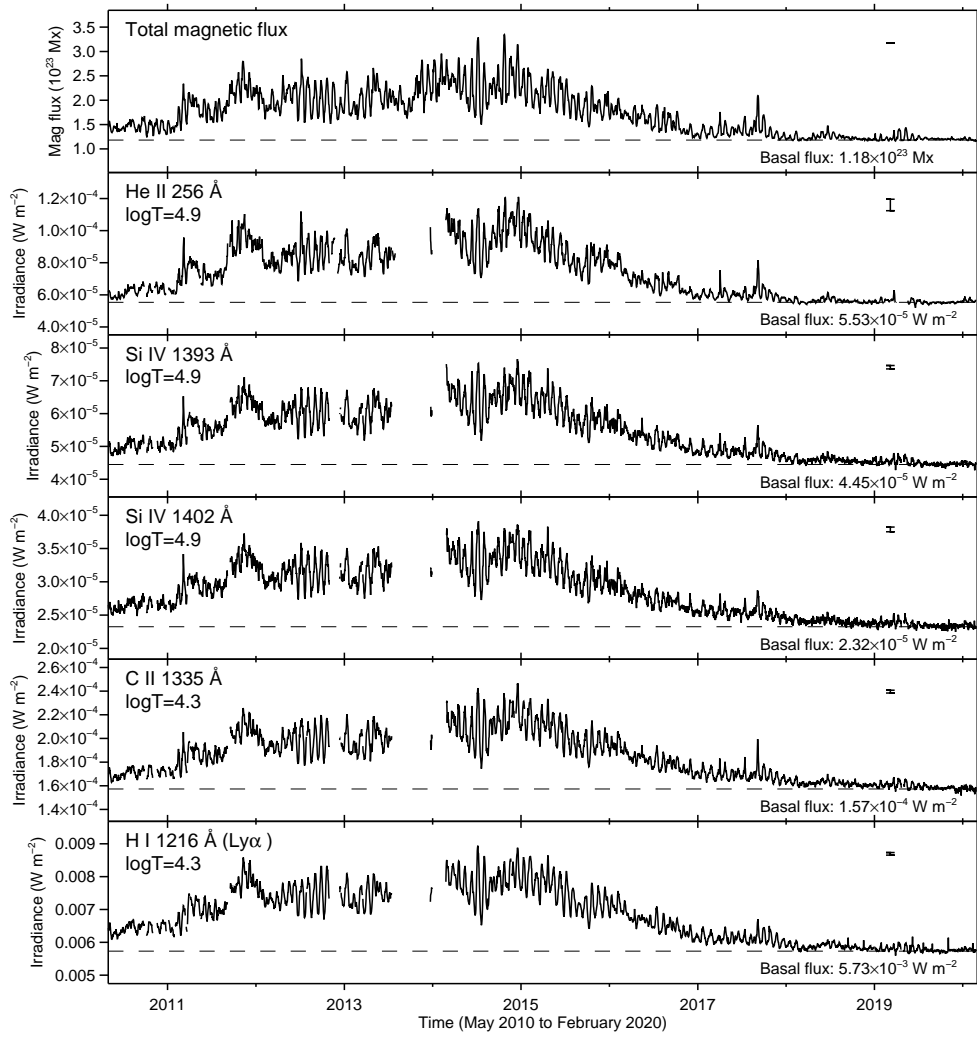 Total magnetic flux
Mag flux (10²³ Mx)
3.5
3.0
2.5
2.0
1.5
1.0
Basal flux: 1.18×10²³ Mx
He II 256 Å
logT=4.9
Irradiance (W m⁻²)
1.2×10⁻⁴
1.0×10⁻⁴
8.0×10⁻⁵
6.0×10⁻⁵
4.0×10⁻⁵
Basal flux: 5.53×10⁻⁵ W m⁻²
Si IV 1393 Å
logT=4.9
Irradiance (W m⁻²)
8×10⁻⁵
7×10⁻⁵
6×10⁻⁵
5×10⁻⁵
4×10⁻⁵
Basal flux: 4.45×10⁻⁵ W m⁻²
Si IV 1402 Å
logT=4.9
Irradiance (W m⁻²)
4.0×10⁻⁵
3.5×10⁻⁵
3.0×10⁻⁵
2.5×10⁻⁵
2.0×10⁻⁵
Basal flux: 2.32×10⁻⁵ W m⁻²
C II 1335 Å
logT=4.3
Irradiance (W m⁻²)
2.6×10⁻⁴
2.4×10⁻⁴
2.2×10⁻⁴
2.0×10⁻⁴
1.8×10⁻⁴
1.6×10⁻⁴
1.4×10⁻⁴
Basal flux: 1.57×10⁻⁴ W m⁻²
H I 1216 Å (Lyα )
logT=4.3
Irradiance (W m⁻²)
0.009
0.008
0.007
0.006
0.005
Basal flux: 5.73×10⁻³ W m⁻²
2011 2013 2015 2017 2019
Time (May 2010 to February 2020)